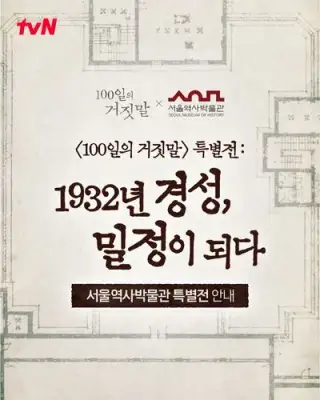 tvN
100일의
거짓말
×
서울역사박물관
SEOUL MUSEUM OF HISTORY
〈100일의 거짓말〉 특별전:
1932년 경성,
밀정이 되다
서울역사박물관 특별전 안내